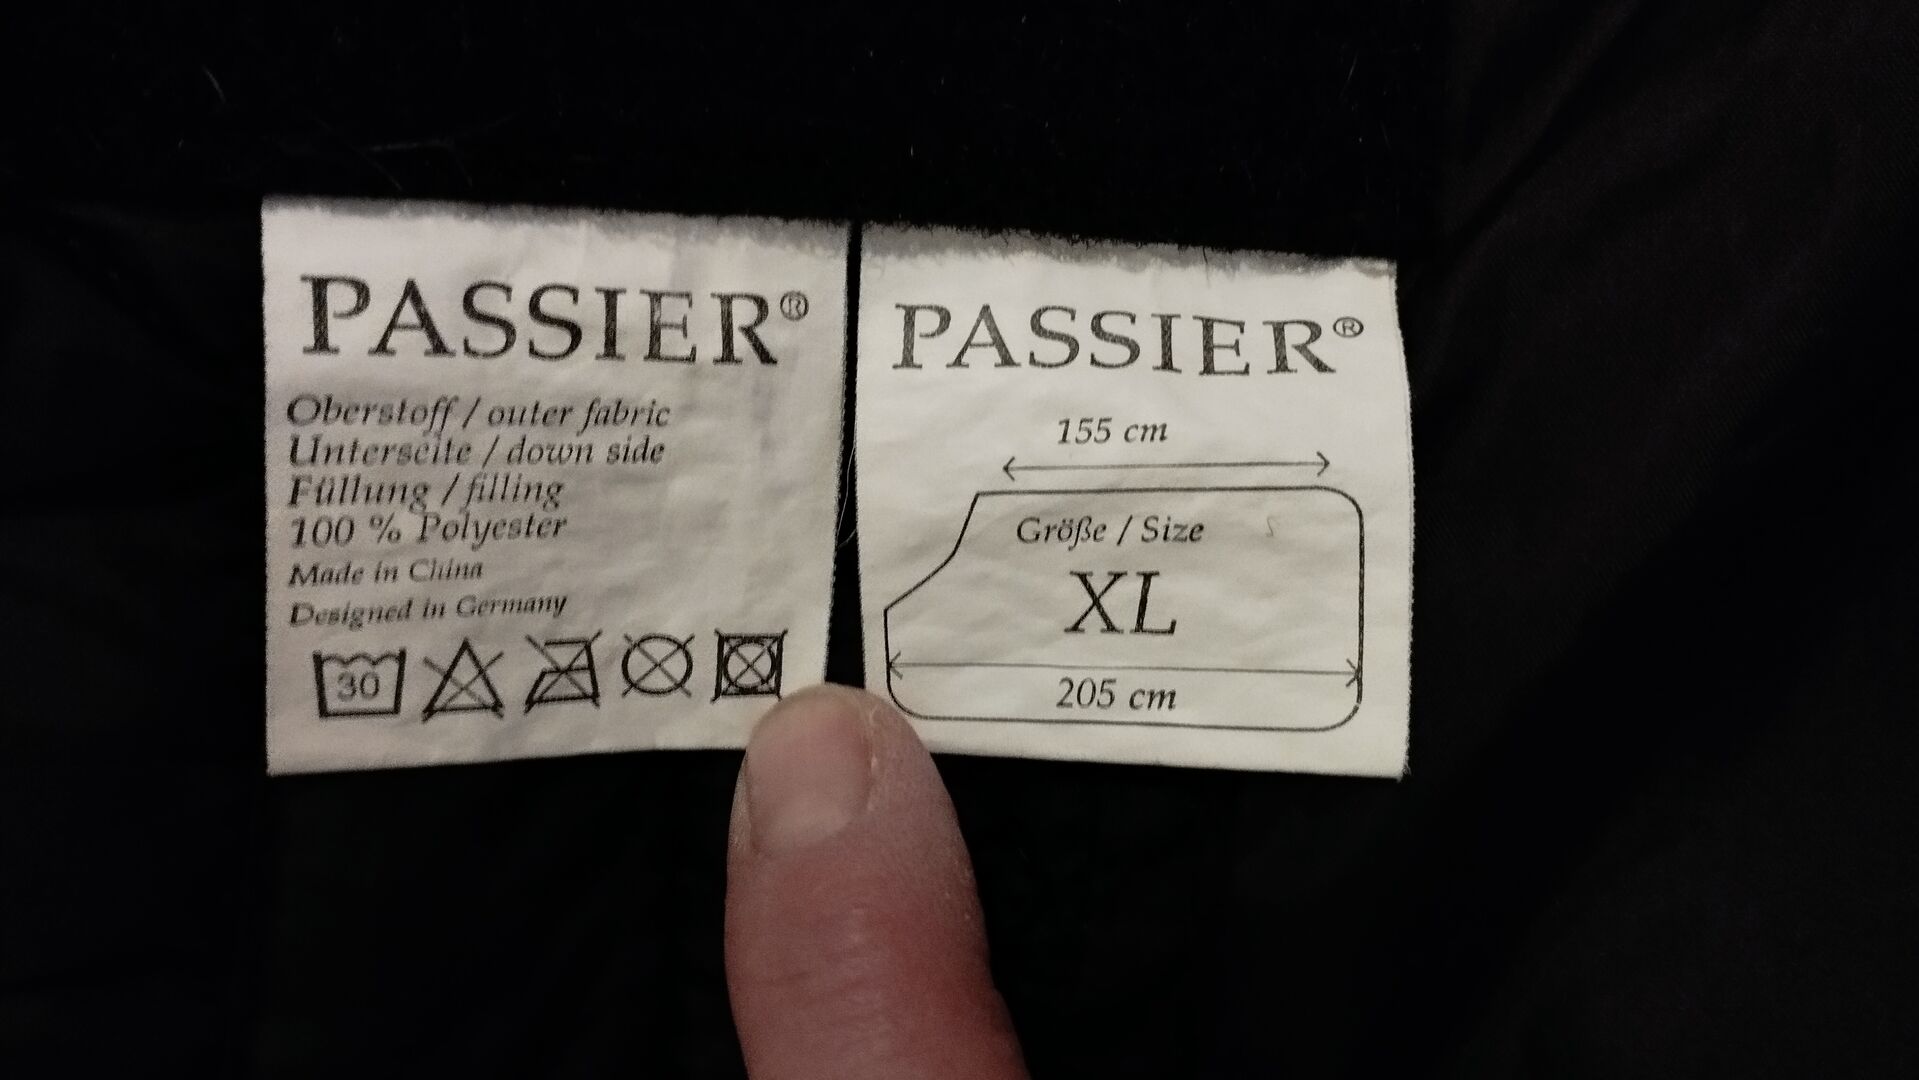 PASSIER®
Oberstoff / outer fabric
Unterseite / down side
Füllung / filling
100 % Polyester
Made in China
Designed in Germany
30
PASSIER®
155 cm
Größe / Size
XL
205 cm